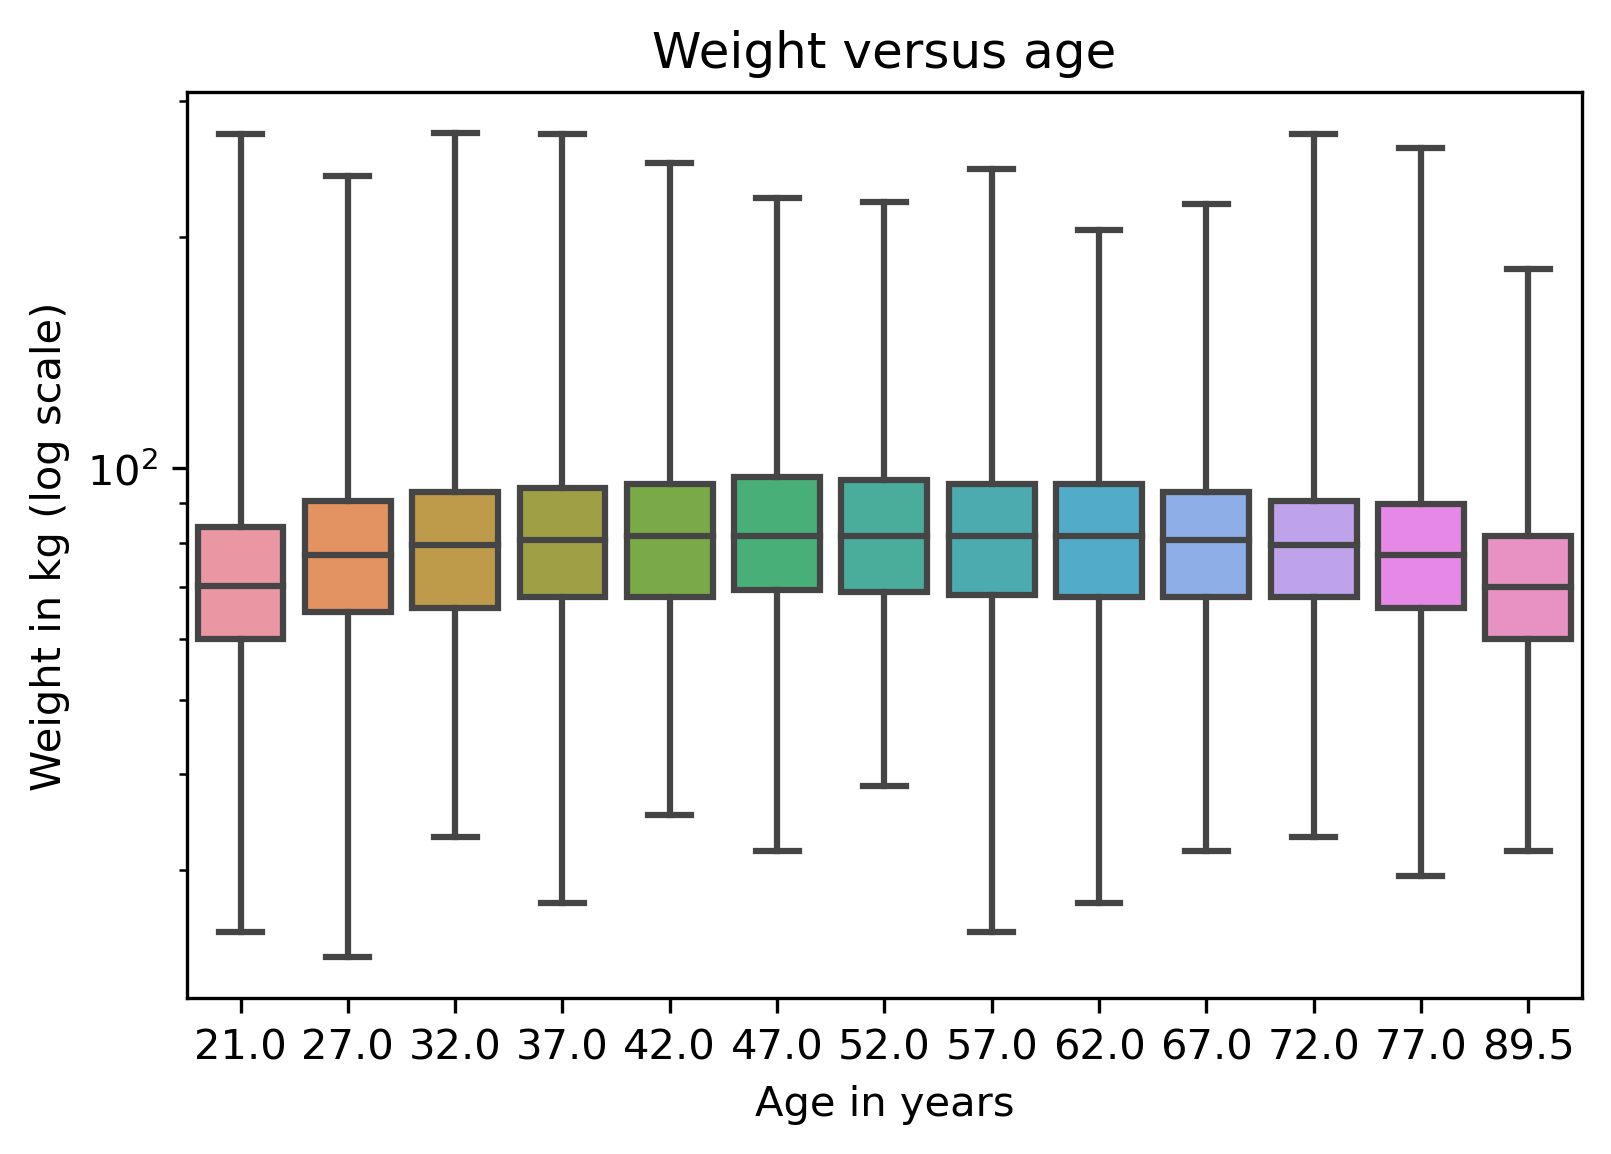 Weight versus age
Weight in kg (log scale)
10²
21.0 27.0 32.0 37.0 42.0 47.0 52.0 57.0 62.0 67.0 72.0 77.0 89.5
Age in years